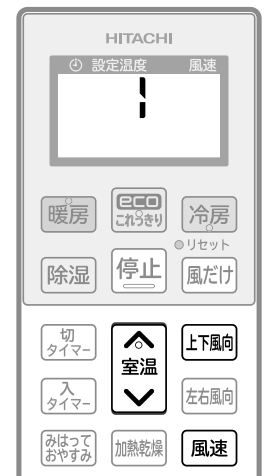 HITACHI
設定温度 風速
1
暖房
eco
これっきり
冷房
リセット
除湿
停止
風だけ
切
タイマー
室温
上下風向
入
タイマー
左右風向
みはって
おやすみ
加熱乾燥
風速